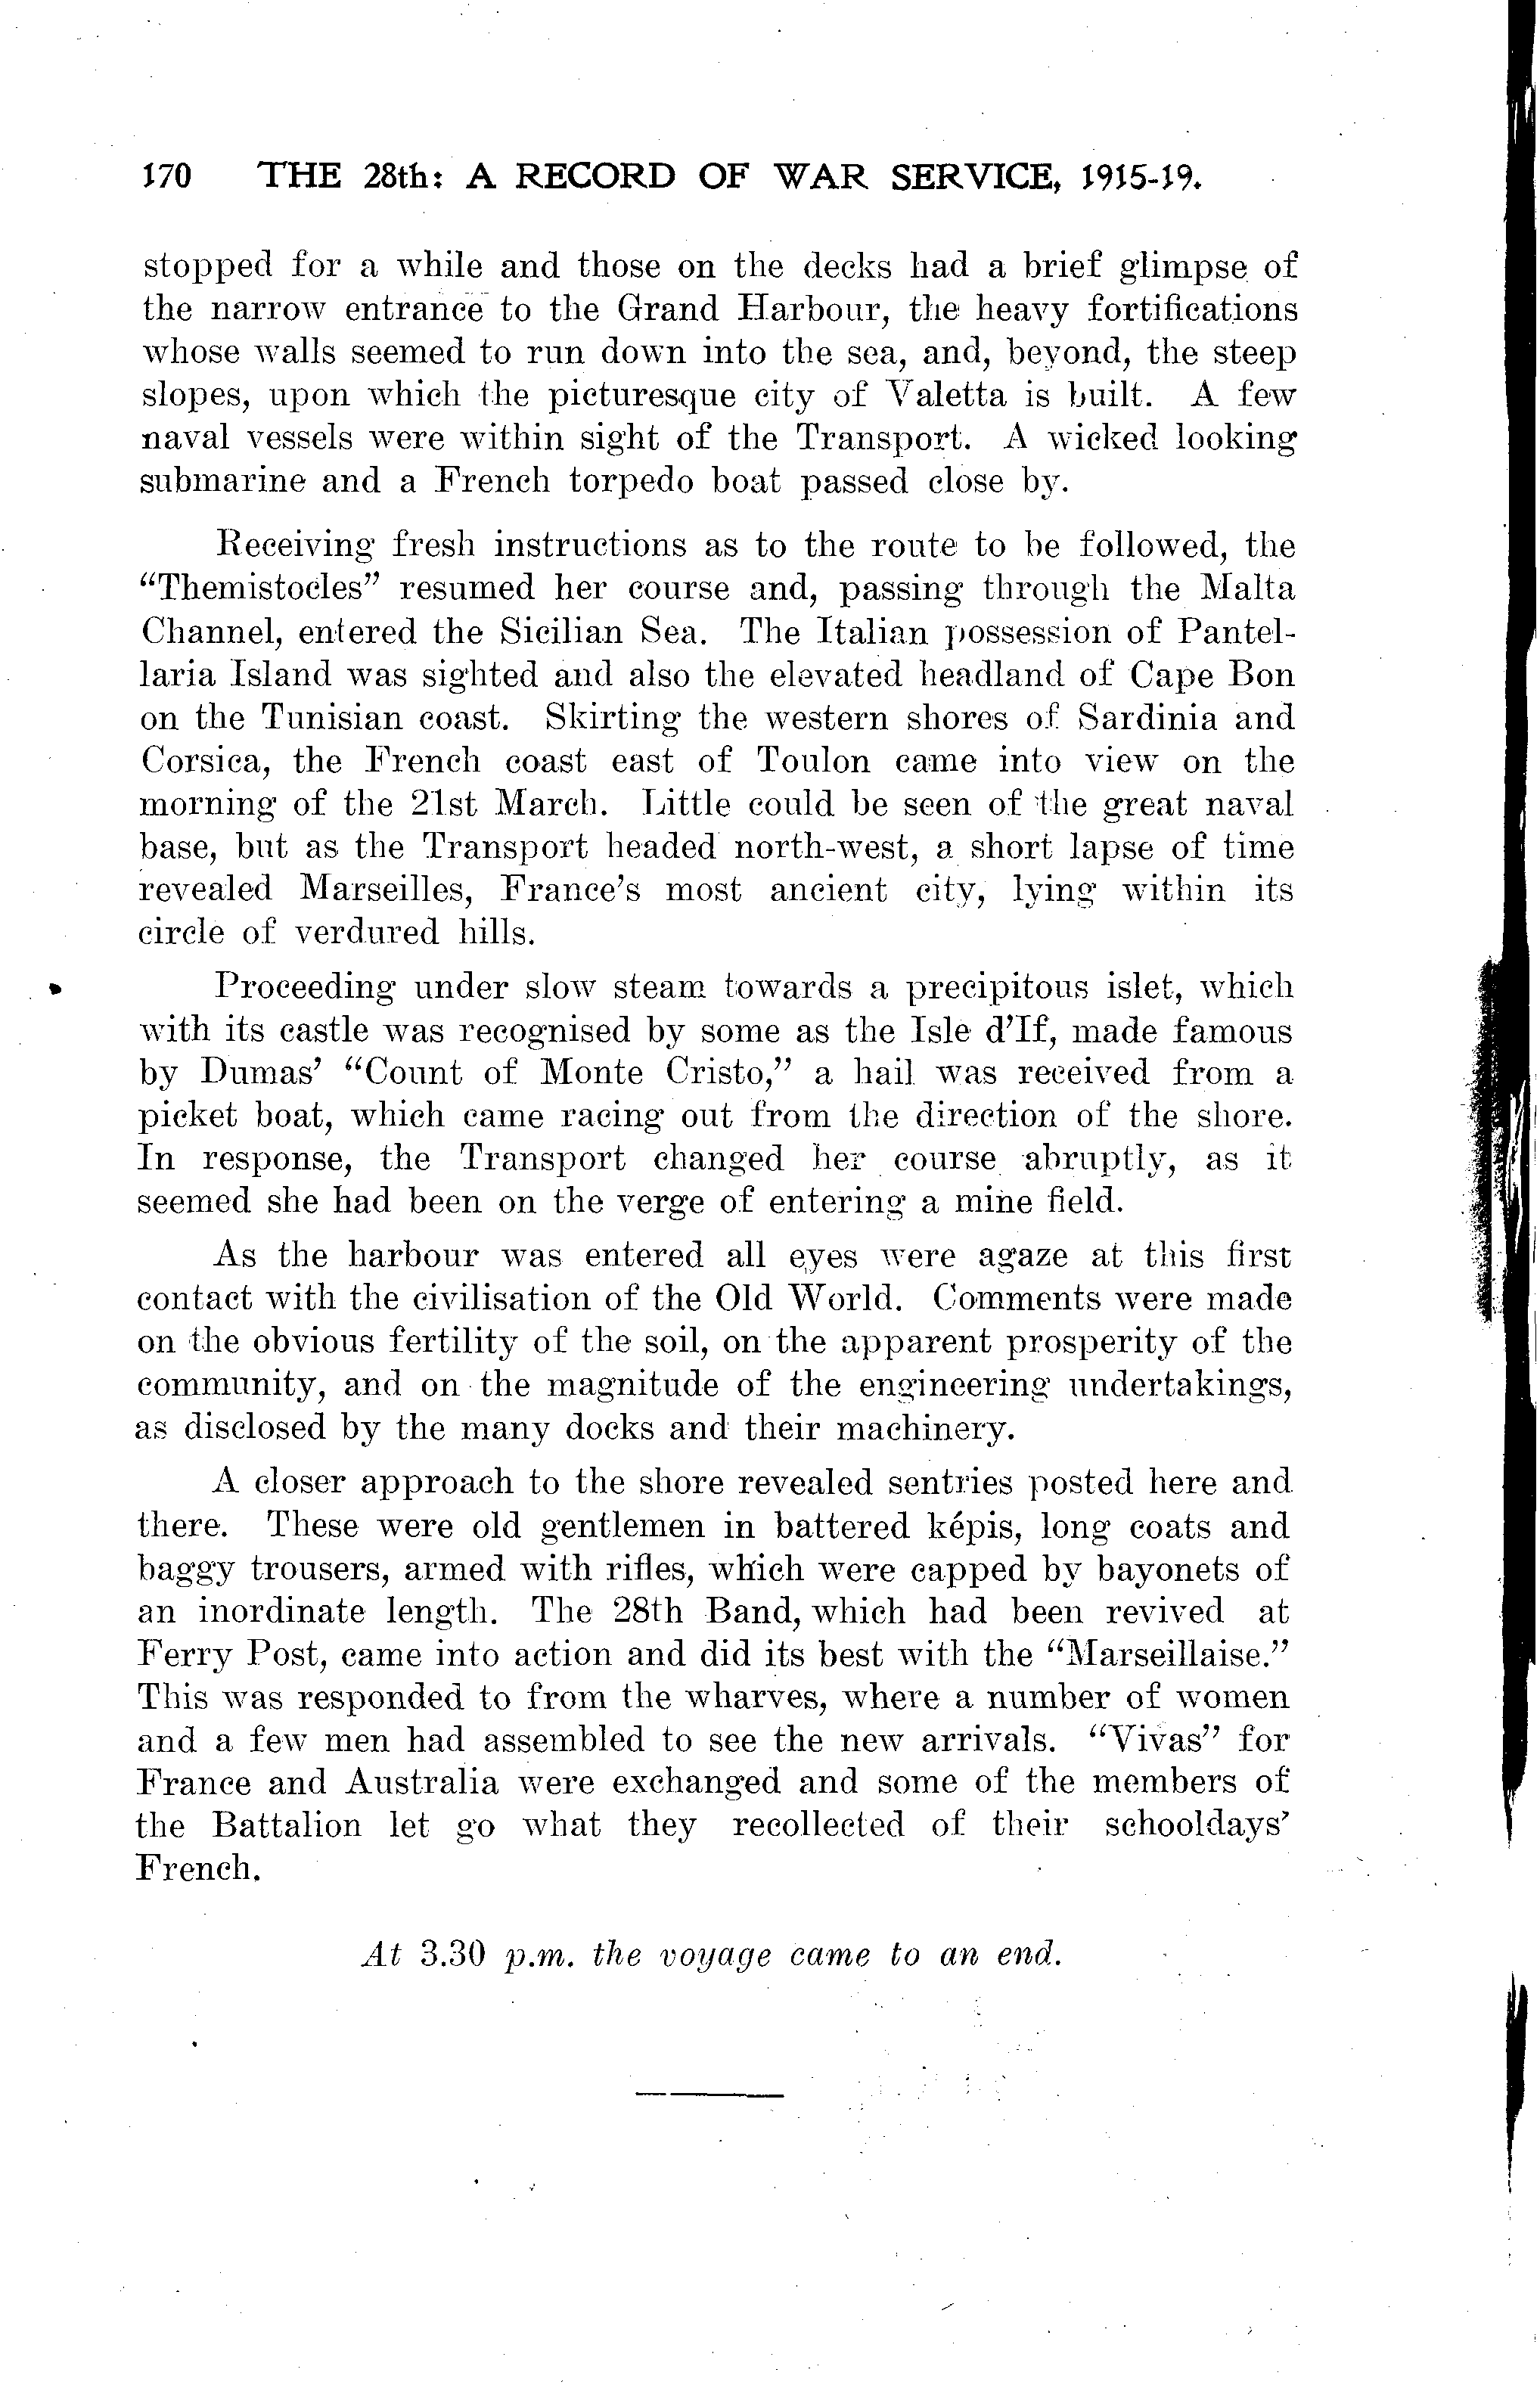 170 THE 28th: A RECORD OF WAR SERVICE, 1915-19.
stopped for a while and those on the decks had a brief glimpse of
the narrow entrance to the Grand Harbour, the heavy fortifications
whose walls seemed to run down into the sea, and, beyond, the steep
slopes, upon which the picturesque city of Valetta is built. A few
naval vessels were within sight of the Transport. A wicked looking
submarine and a French torpedo boat passed close by.
Receiving fresh instructions as to the route to be followed, the
“Themistocles” resumed her course and, passing through the Malta
Channel, entered the Sicilian Sea. The Italian possession of Pantel-
laria Island was sighted and also the elevated headland of Cape Bon
on the Tunisian coast. Skirting the western shores of Sardinia and
Corsica, the French coast east of Toulon came into view on the
morning of the 21st March. Little could be seen of the great naval
base, but as the Transport headed north-west, a short lapse of time
revealed Marseilles, France’s most ancient city, lying within its
circle of verdured hills.
Proceeding under slow steam towards a precipitous islet, which
with its castle was recognised by some as the Isle d’If, made famous
by Dumas’ “Count of Monte Cristo,” a hail was received from a
picket boat, which came racing out from the direction of the shore.
In response, the Transport changed her course abruptly, as it
seemed she had been on the verge of entering a mine field.
As the harbour was entered all eyes were agaze at this first
contact with the civilisation of the Old World. Comments were made
on the obvious fertility of the soil, on the apparent prosperity of the
community, and on the magnitude of the engineering undertakings,
as disclosed by the many docks and their machinery.
A closer approach to the shore revealed sentries posted here and
there. These were old gentlemen in battered képis, long coats and
baggy trousers, armed with rifles, which were capped by bayonets of
an inordinate length. The 28th Band, which had been revived at
Ferry Post, came into action and did its best with the “Marseillaise.”
This was responded to from the wharves, where a number of women
and a few men had assembled to see the new arrivals. “Vivas” for
France and Australia were exchanged and some of the members of
the Battalion let go what they recollected of their schooldays’
French.
At 3.30 p.m. the voyage came to an end.